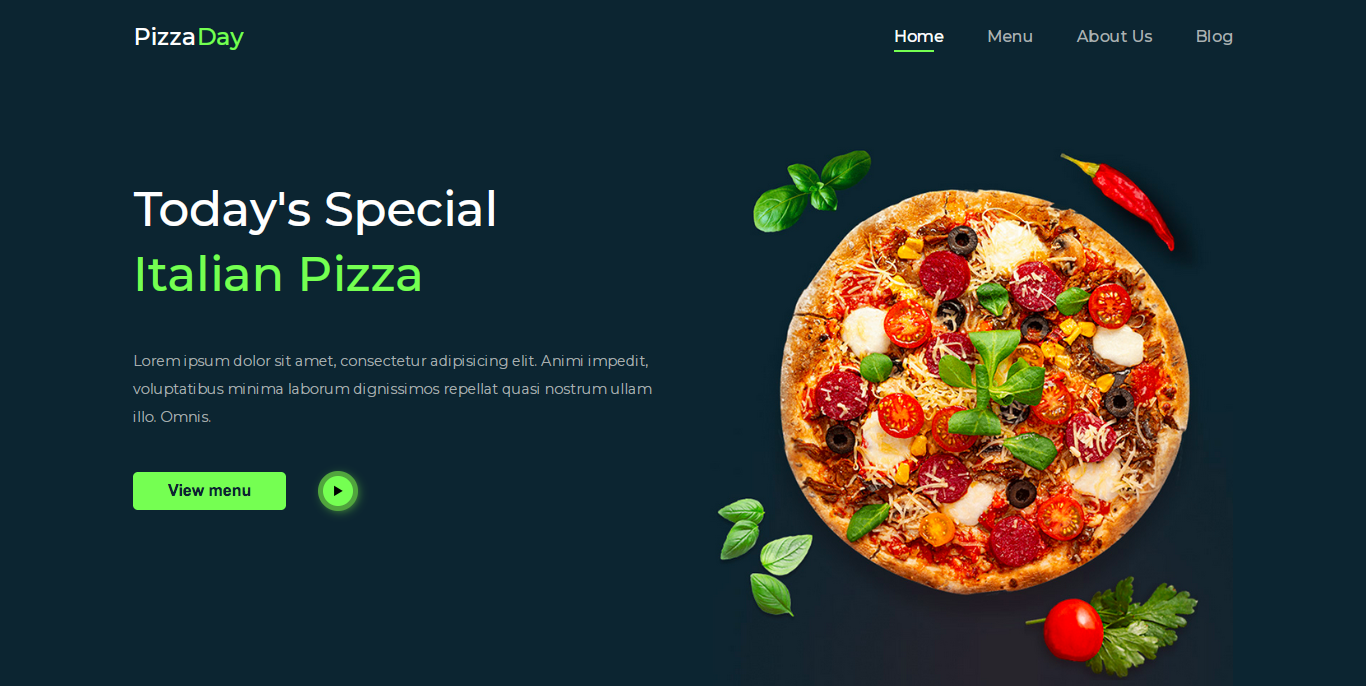 PizzaDay
Home Menu About Us Blog
Today's Special
Italian Pizza
Lorem ipsum dolor sit amet, consectetur adipisicing elit. Animi impedit,
voluptatibus minima laborum dignissimos repellat quasi nostrum ullam
illo. Omnis.
View menu